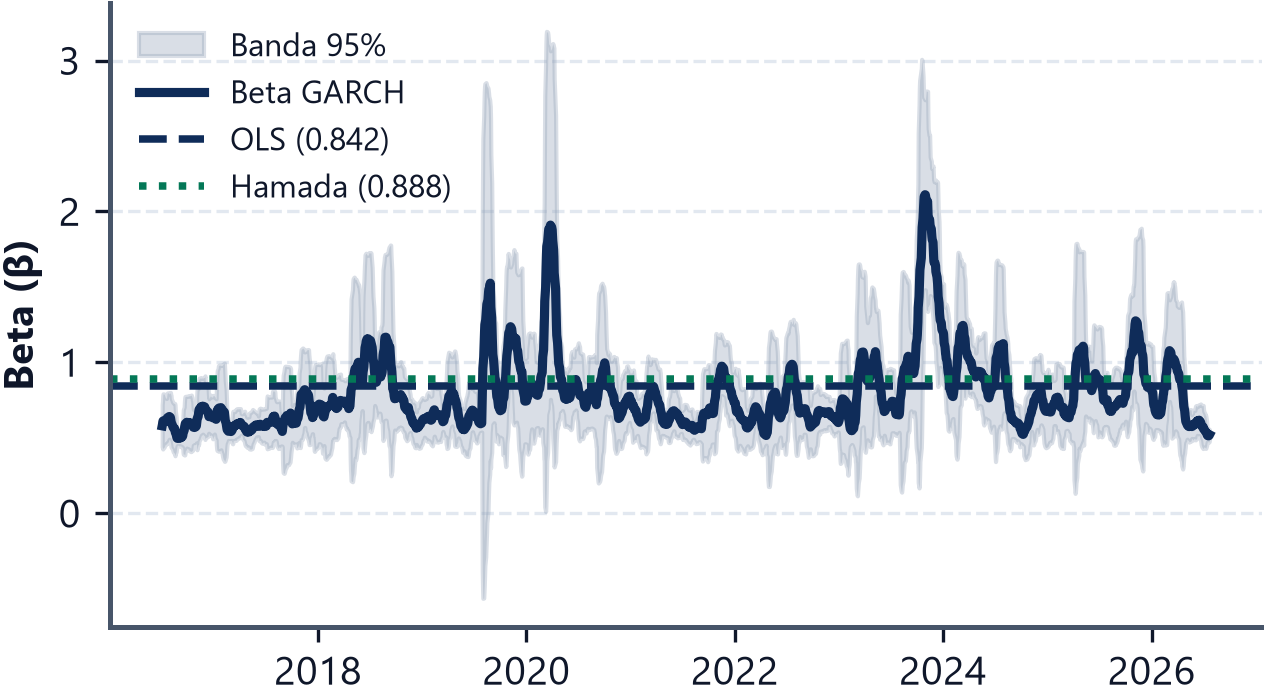 Banda 95%
Beta GARCH
OLS (0.842)
Hamada (0.888)
Beta (β)
3
2
1
0
2018
2020
2022
2024
2026